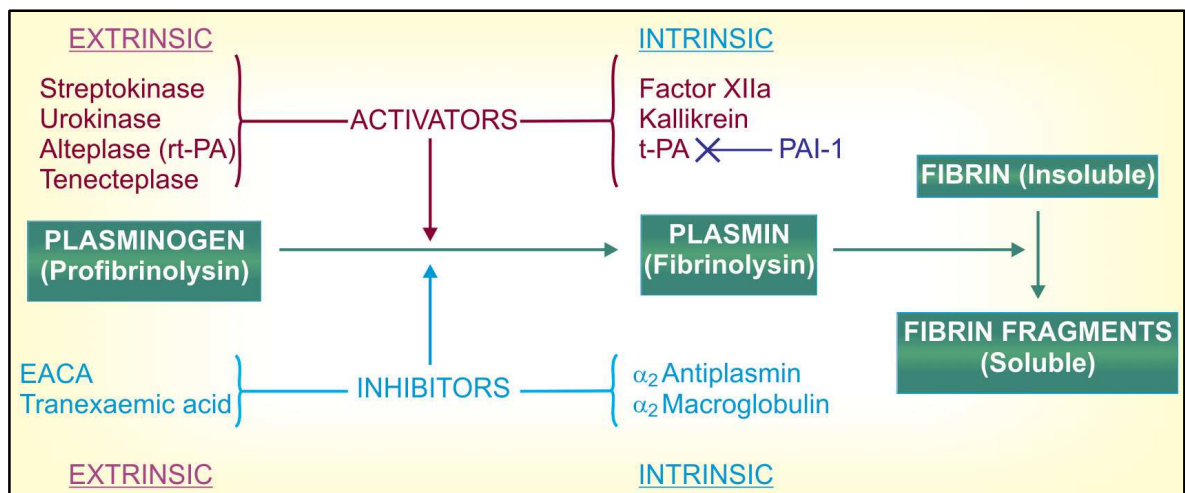 EXTRINSIC
Streptokinase
Urokinase
Alteplase (rt-PA)
Tenecteplase
ACTIVATORS
INTRINSIC
Factor XIIa
Kallikrein
t-PA
PAI-1
PLASMINOGEN
(Profibrinolysin)
PLASMIN
(Fibrinolysin)
FIBRIN (Insoluble)
FIBRIN FRAGMENTS
(Soluble)
EACA
Tranexaemic acid
INHIBITORS
α₂ Antiplasmin
α₂ Macroglobulin
EXTRINSIC
INTRINSIC